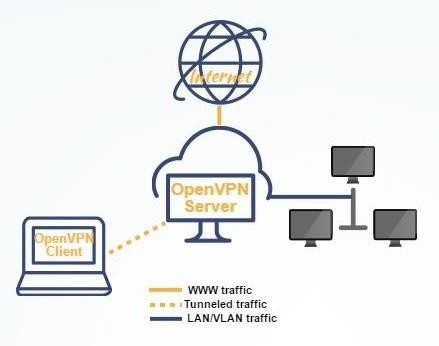 Internet
OpenVPN
Server
OpenVPN
Client
WWW traffic
Tunneled traffic
LAN/VLAN traffic